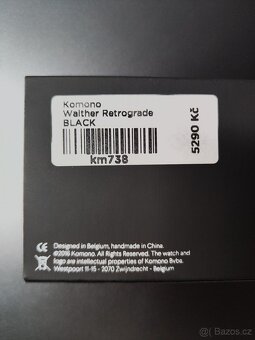 Komono
Walther Retrograde
BLACK
km738
5290 Kč
Designed in Belgium, handmade in China.
©2016 Komono. All Rights Reserved. The watch and
logo are intellectual properties of Komono Bvba.
Westpoort 11-15 - 2070 Zwijndrecht - Belgium
Bazos.cz